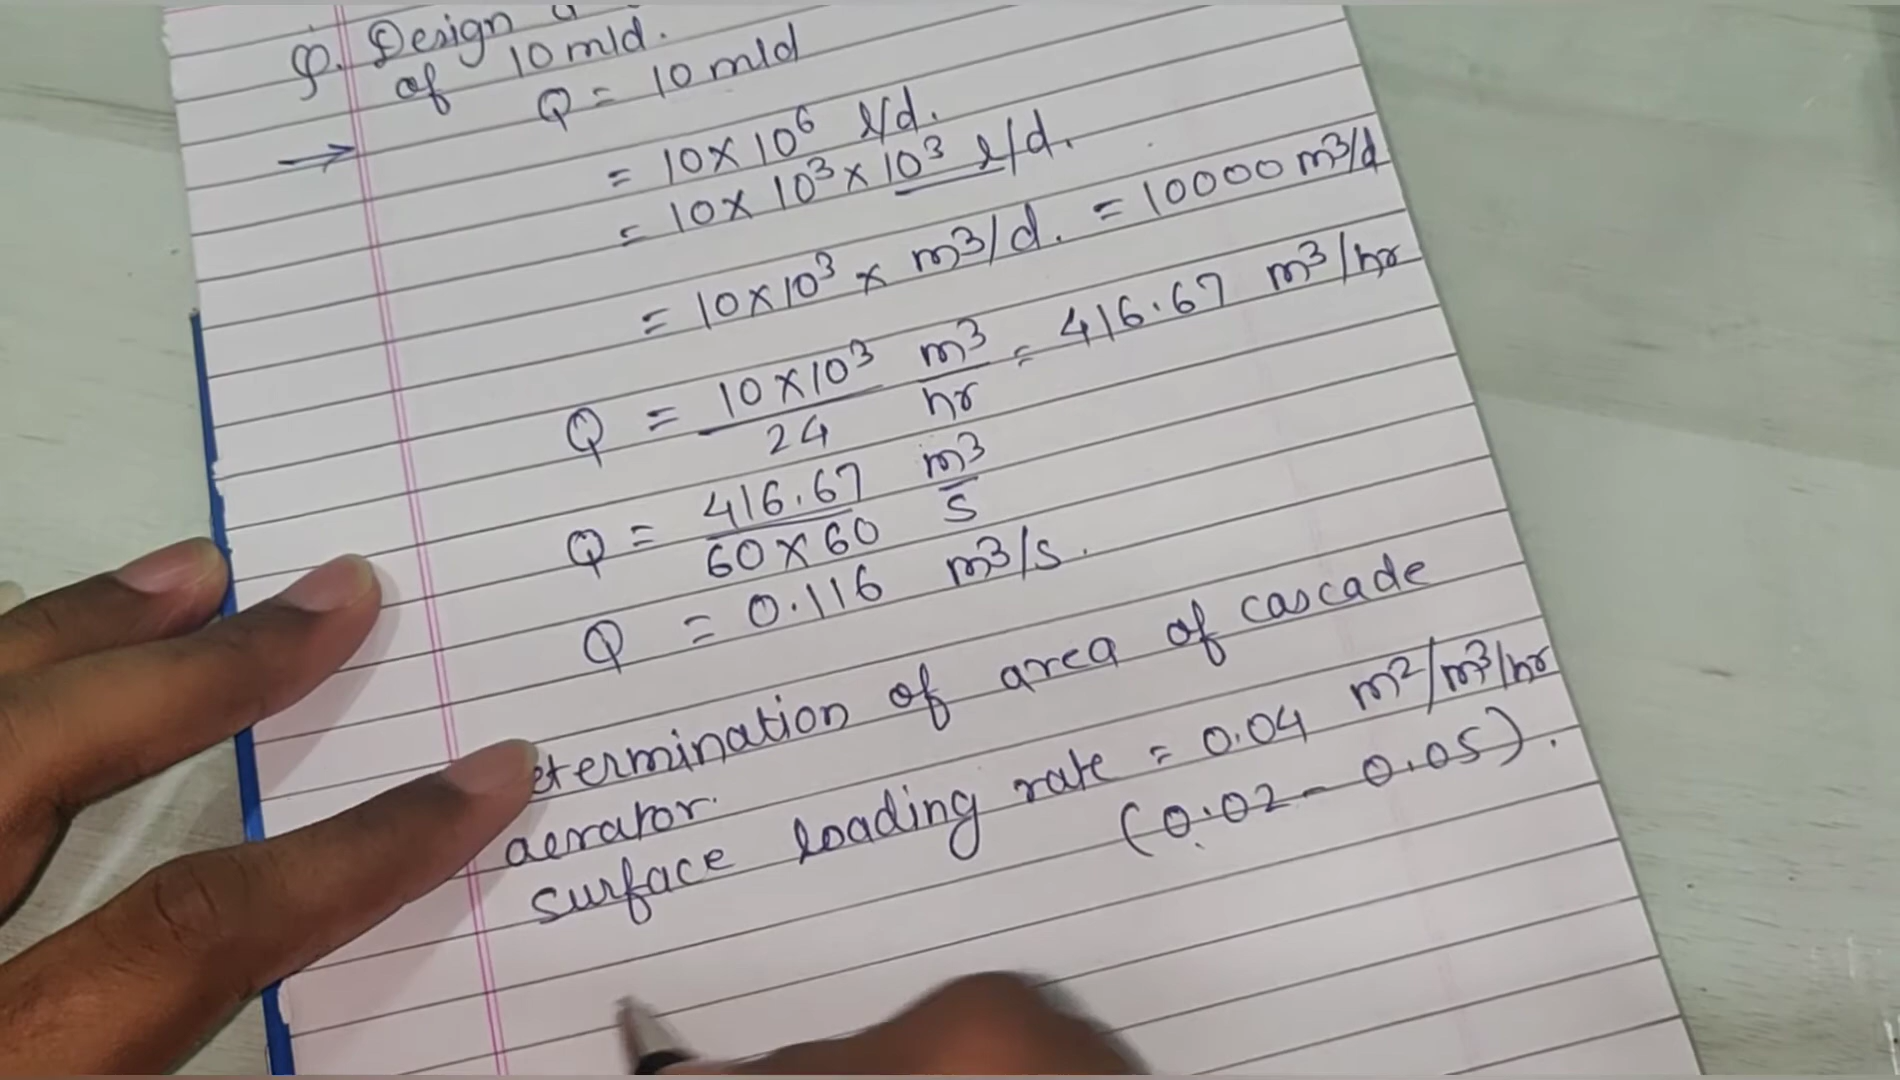 Q. Design
of 10 mld.
→ Q = 10 mld
= 10 × 10⁶ l/d.
= 10 × 10³ × 10³ l/d.
= 10 × 10³ × m³/d. = 10000 m³/d
Q = 10 × 10³ / 24 m³/hr = 416.67 m³/hr
Q = 416.67 / 60 × 60 m³/s
Q = 0.116 m³/s.
etermination of area of cascade
aerator.
surface loading rate = 0.04 m²/m³/hr
(0.02 - 0.05).